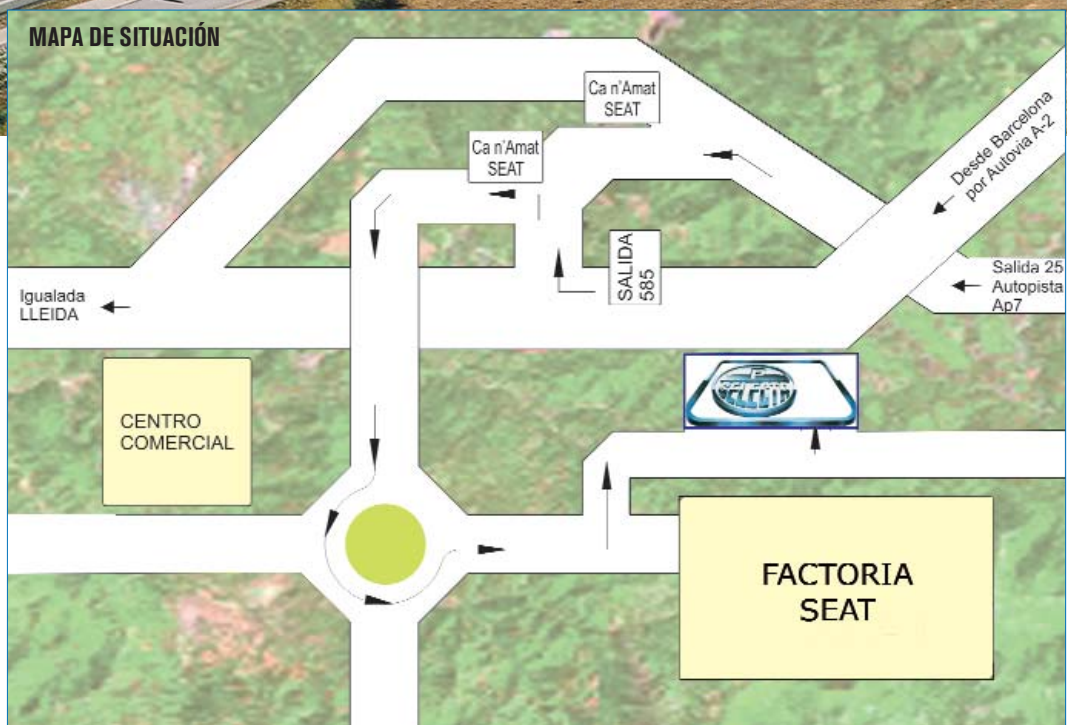 MAPA DE SITUACIÓN
Ca n'Amat
SEAT
Ca n'Amat
SEAT
Desde Barcelona
por Autovia A-2
SALIDA
585
Salida 25
Autopista
Ap7
Igualada
LLEIDA
P
SELECTA
CENTRO
COMERCIAL
FACTORIA
SEAT